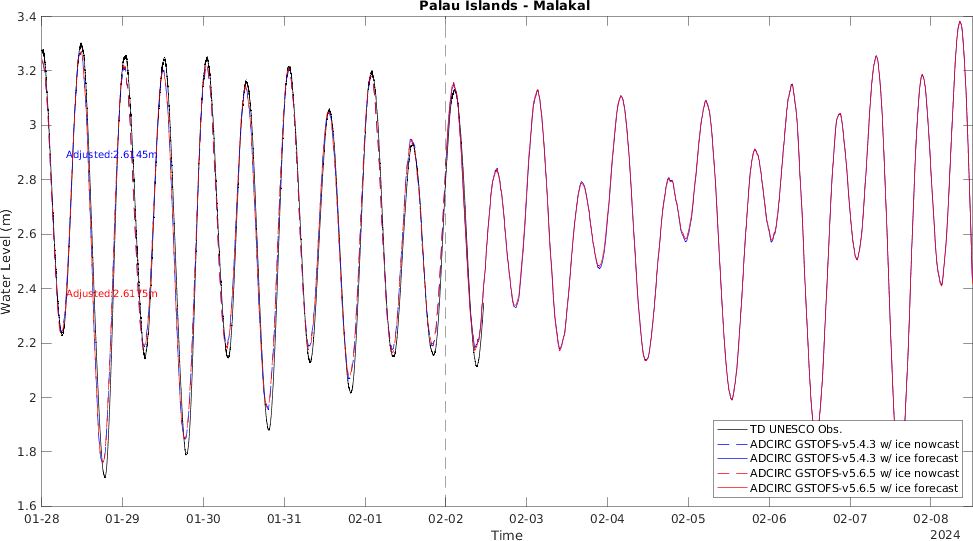 Palau Islands - Malakal
3.4
3.2
3
2.8
2.6
2.4
2.2
2
1.8
1.6
Water Level (m)
Adjusted:2.6145m
Adjusted:2.6175m
TD UNESCO Obs.
ADCIRC GSTOFS-v5.4.3 w/ ice nowcast
ADCIRC GSTOFS-v5.4.3 w/ ice forecast
ADCIRC GSTOFS-v5.6.5 w/ ice nowcast
ADCIRC GSTOFS-v5.6.5 w/ ice forecast
01-28 01-29 01-30 01-31 02-01 02-02 02-03 02-04 02-05 02-06 02-07 02-08
2024
Time